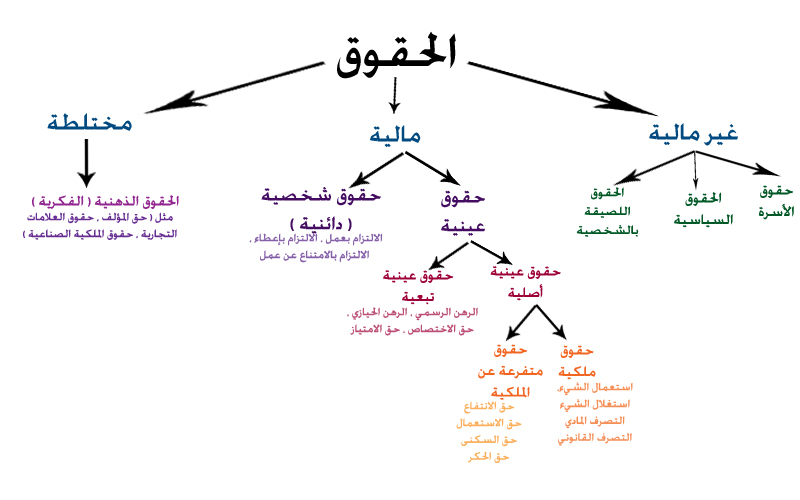 الحقوق
غير مالية
مالية
مختلطة
حقوق
الأسرة
الحقوق
السياسية
الحقوق
اللصيقة
بالشخصية
حقوق
عينية
حقوق شخصية
( دائنية )
الالتزام بعمل , الالتزام بإعطاء ,
الالتزام بالامتناع عن عمل
الحقوق الذهنية ( الفكرية )
مثل ( حق المؤلف , حقوق العلامات
التجارية , حقوق الملكية الصناعية )
حقوق عينية
أصلية
حقوق عينية
تبعية
الرهن الرسمي , الرهن الحيازي ,
حق الاختصاص , حق الامتياز
حقوق
ملكية
استعمال الشيء.
استغلال الشيء
التصرف المادي
التصرف القانوني
حقوق
متفرعة عن
الملكية
حق الانتفاع
حق الاستعمال
حق السكنى
حق الحكر